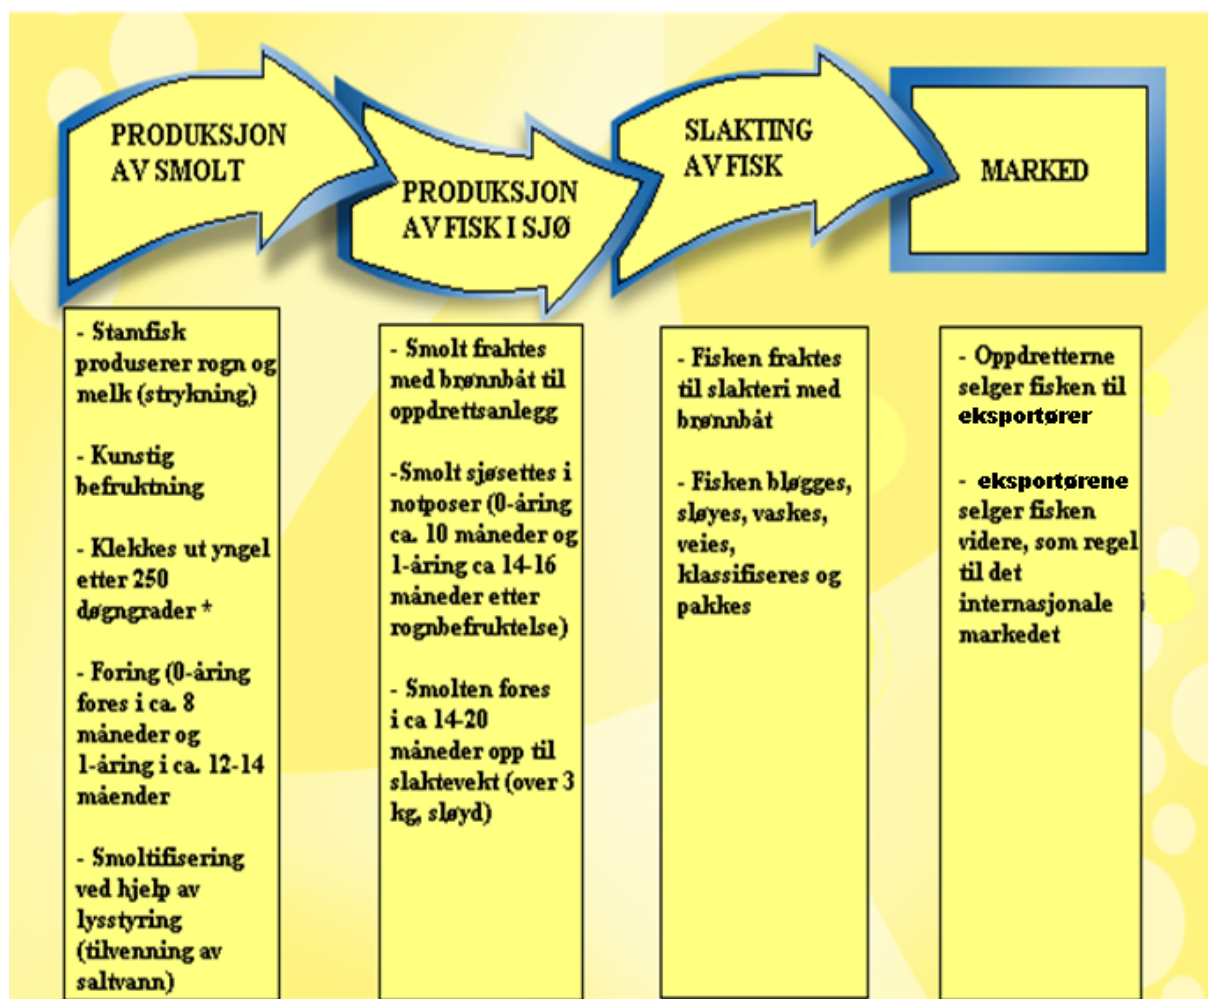 PRODUKSJON
AV SMOLT
PRODUKSJON
AV FISK I SJØ
SLAKTING
AV FISK
MARKED
- Stamfisk
produserer rogn og
melk (strykning)
- Kunstig
befruktning
- Klekkes ut yngel
etter 250
døgngrader *
- Foring (0-åring
fores i ca. 8
måneder og
1-åring i ca. 12-14
måender
- Smoltifisering
ved hjelp av
lysstyring
(tilvenning av
saltvann)
- Smolt fraktes
med brønnbåt til
oppdrettsanlegg
-Smolt sjøsettes i
notposer (0-åring
ca. 10 måneder og
1-åring ca 14-16
måneder etter
rognbefruktelse)
- Smolten fores
i ca 14-20
måneder opp til
slaktevekt (over 3
kg, sløyd)
- Fisken fraktes
til slakteri med
brønnbåt
- Fisken bløgges,
sløyes, vaskes,
veies,
klassifiseres og
pakkes
- Oppdretterne
selger fisken til
eksportører
- eksportørene
selger fisken
videre, som regel
til det
internasjonale
markedet